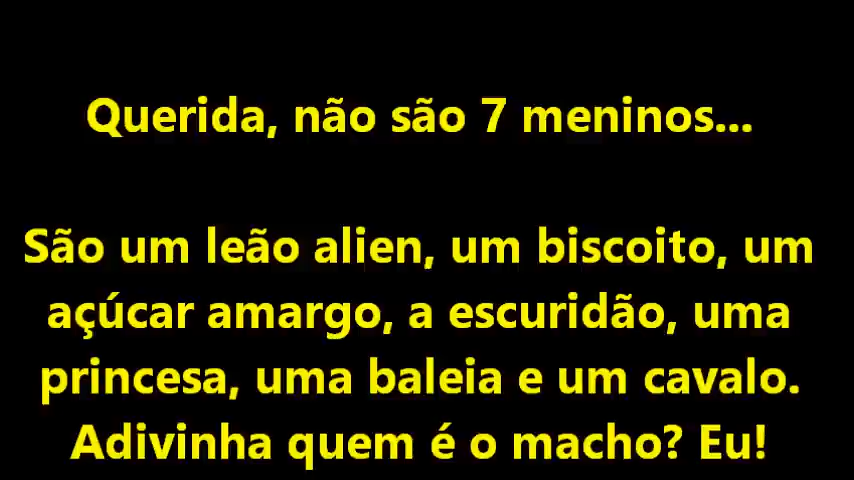 Querida, não são 7 meninos...
São um leão alien, um biscoito, um
açúcar amargo, a escuridão, uma
princesa, uma baleia e um cavalo.
Adivinha quem é o macho? Eu!